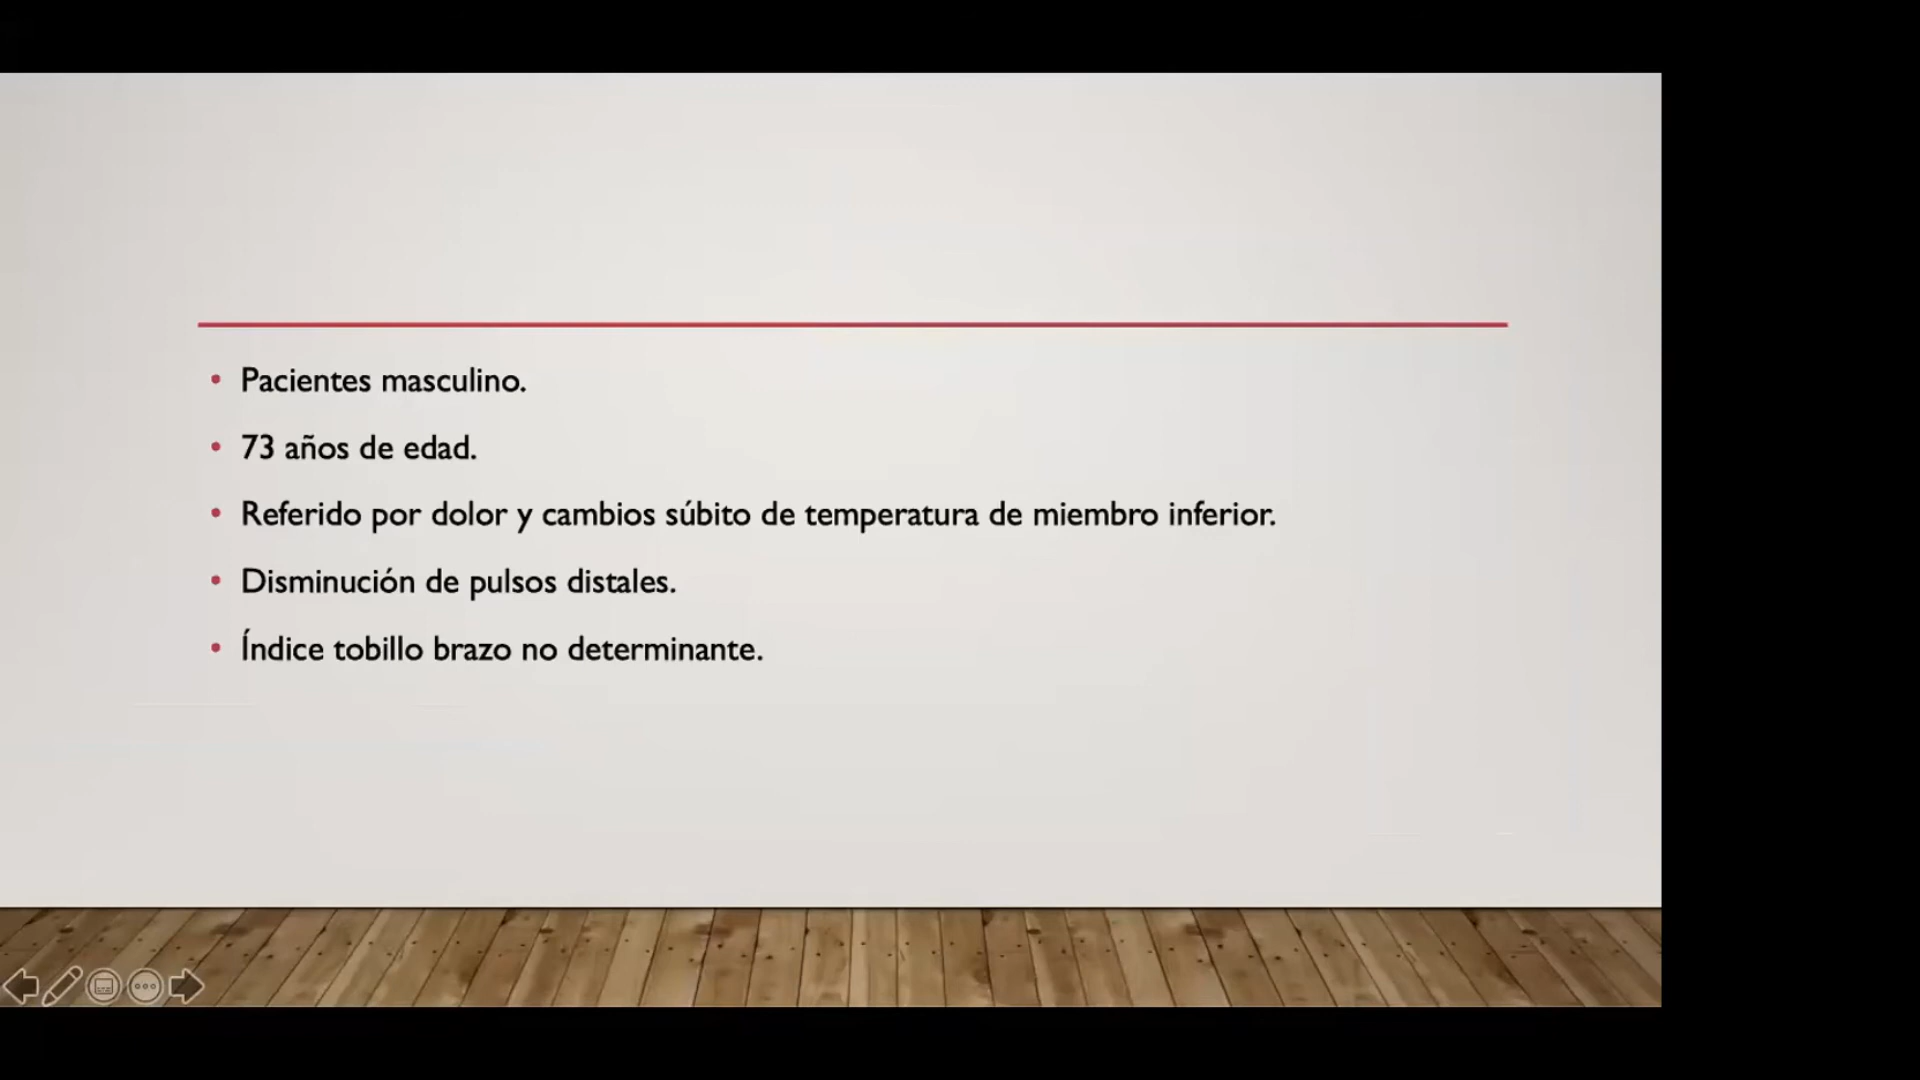 Pacientes masculino.
73 años de edad.
Referido por dolor y cambios súbito de temperatura de miembro inferior.
Disminución de pulsos distales.
Índice tobillo brazo no determinante.